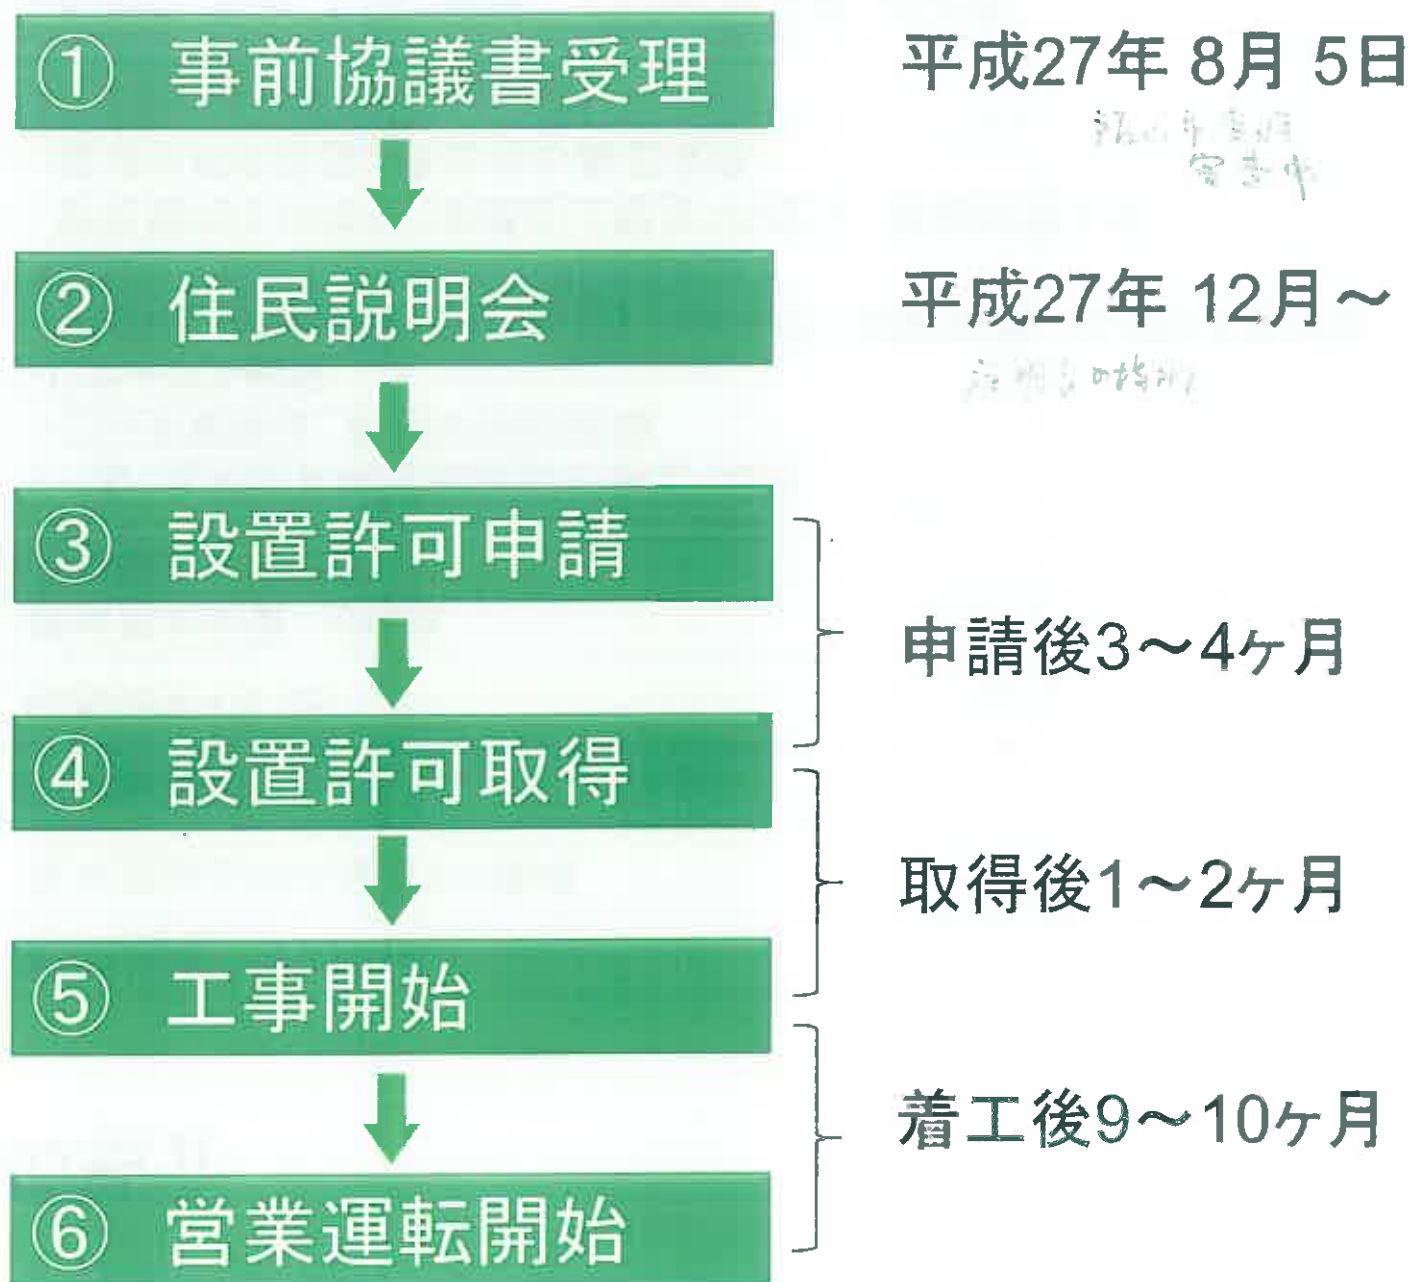 ① 事前協議書受理
平成27年 8月 5日
② 住民説明会
平成27年 12月~
③ 設置許可申請
申請後3~4ヶ月
④ 設置許可取得
取得後1~2ヶ月
⑤ 工事開始
着工後9~10ヶ月
⑥ 営業運転開始